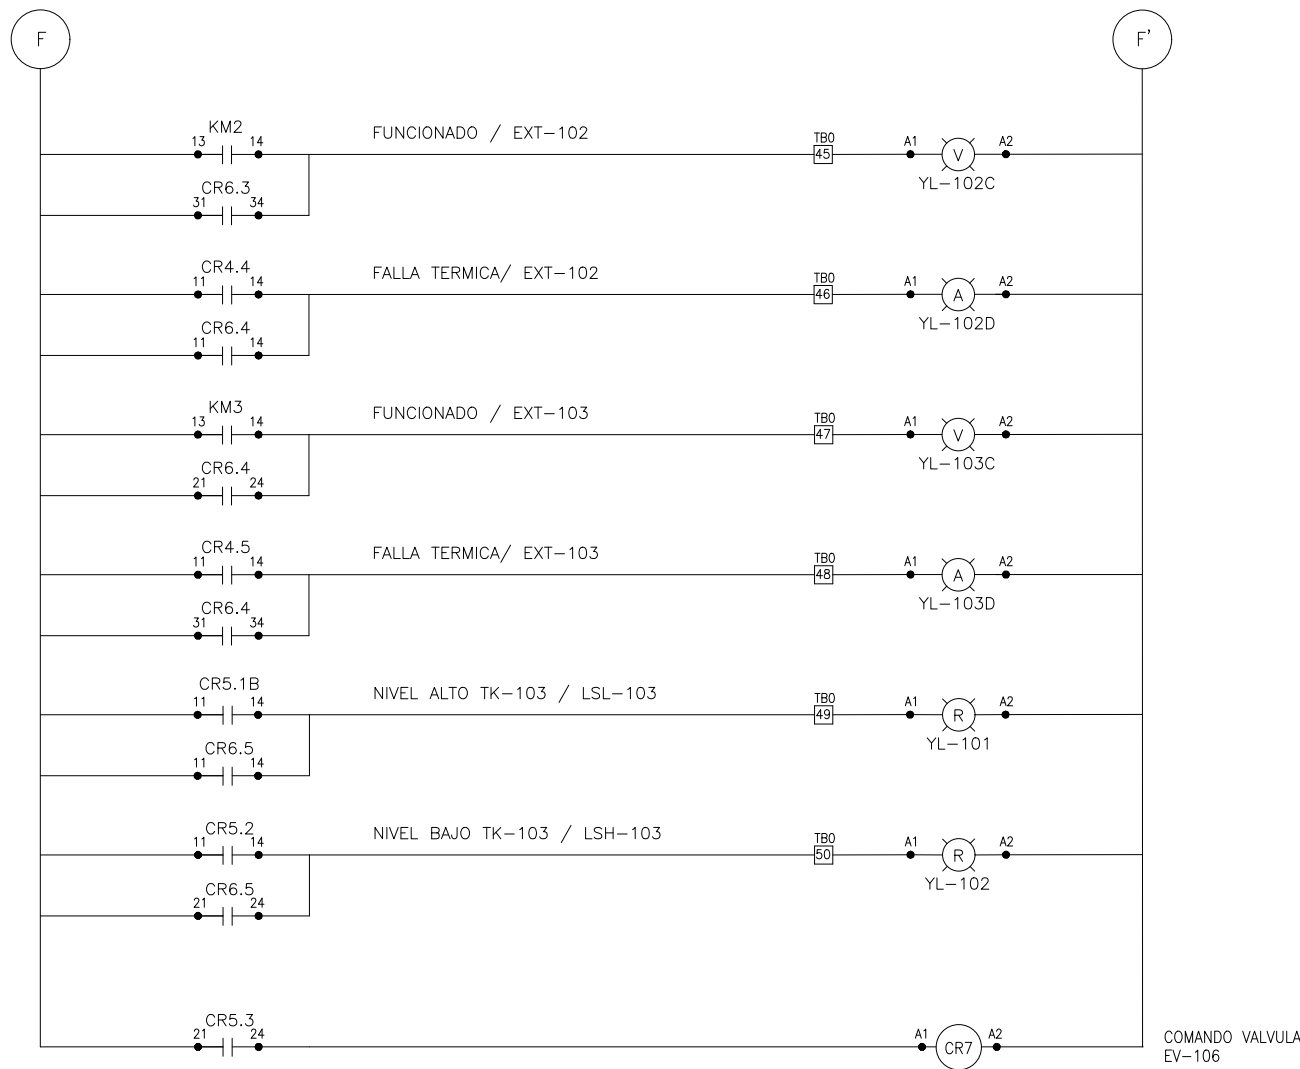 F F'
KM2
13 14 FUNCIONADO / EXT-102 TB0 45 A1 V A2
YL-102C
CR6.3
31 34
CR4.4
11 14 FALLA TERMICA/ EXT-102 TB0 46 A1 A A2
YL-102D
CR6.4
11 14
KM3
13 14 FUNCIONADO / EXT-103 TB0 47 A1 V A2
YL-103C
CR6.4
21 24
CR4.5
11 14 FALLA TERMICA/ EXT-103 TB0 48 A1 A A2
YL-103D
CR6.4
31 34
CR5.1B
11 14 NIVEL ALTO TK-103 / LSL-103 TB0 49 A1 R A2
YL-101
CR6.5
11 14
CR5.2
11 14 NIVEL BAJO TK-103 / LSH-103 TB0 50 A1 R A2
YL-102
CR6.5
21 24
CR5.3
21 24 A1 CR7 A2 COMANDO VALVULA
EV-106